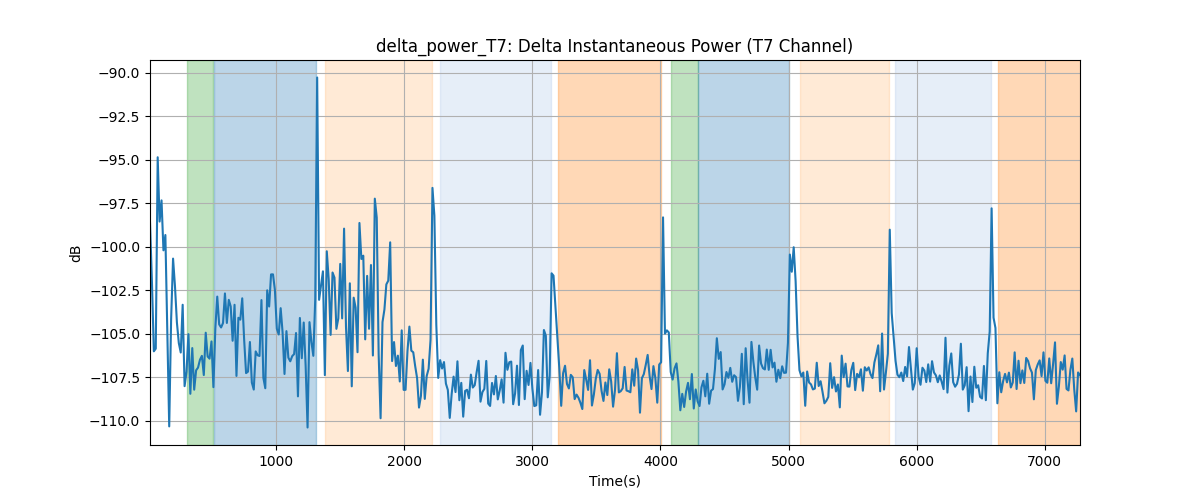 delta_power_T7: Delta Instantaneous Power (T7 Channel)
−90.0
−92.5
−95.0
−97.5
−100.0
−102.5
−105.0
−107.5
−110.0
dB
1000 2000 3000 4000 5000 6000 7000
Time(s)